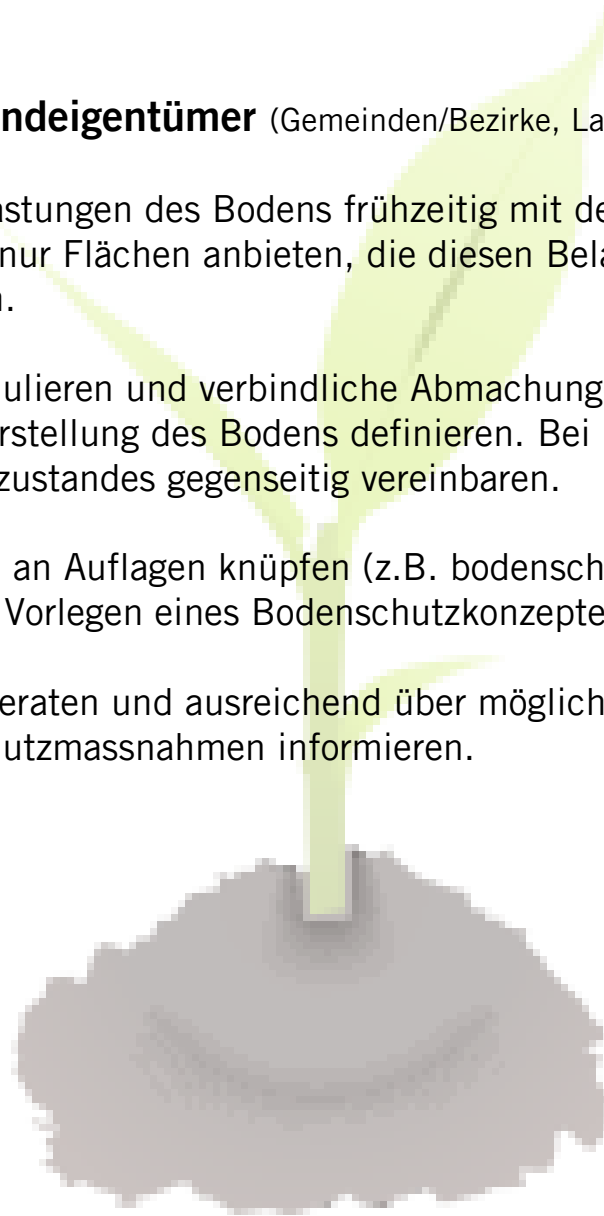 ndeigentümer (Gemeinden/Bezirke, La
astungen des Bodens frühzeitig mit de
nur Flächen anbieten, die diesen Bela
n.
ulieren und verbindliche Abmachung
erstellung des Bodens definieren. Bei
zustandes gegenseitig vereinbaren.
an Auflagen knüpfen (z.B. bodensch
Vorlegen eines Bodenschutzkonzepte
eraten und ausreichend über möglich
utzmassnahmen informieren.